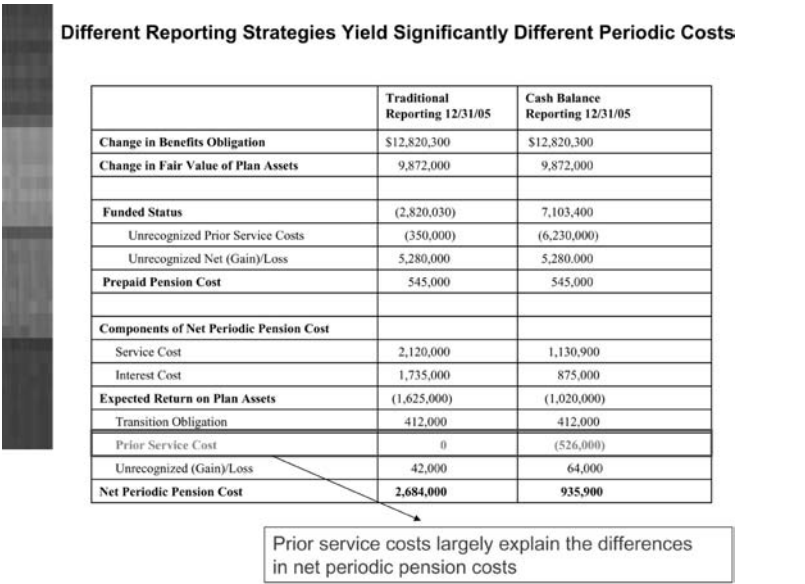 Different Reporting Strategies Yield Significantly Different Periodic Costs
Traditional Reporting 12/31/05 Cash Balance Reporting 12/31/05
Change in Benefits Obligation $12,820,300 $12,820,300
Change in Fair Value of Plan Assets 9,872,000 9,872,000
Funded Status (2,820,030) 7,103,400
Unrecognized Prior Service Costs (350,000) (6,230,000)
Unrecognized Net (Gain)/Loss 5,280,000 5,280.000
Prepaid Pension Cost 545,000 545,000
Components of Net Periodic Pension Cost
Service Cost 2,120,000 1,130,900
Interest Cost 1,735,000 875,000
Expected Return on Plan Assets (1,625,000) (1,020,000)
Transition Obligation 412,000 412,000
Prior Service Cost 0 (526,000)
Unrecognized (Gain)/Loss 42,000 64,000
Net Periodic Pension Cost 2,684,000 935,900
Prior service costs largely explain the differences
in net periodic pension costs